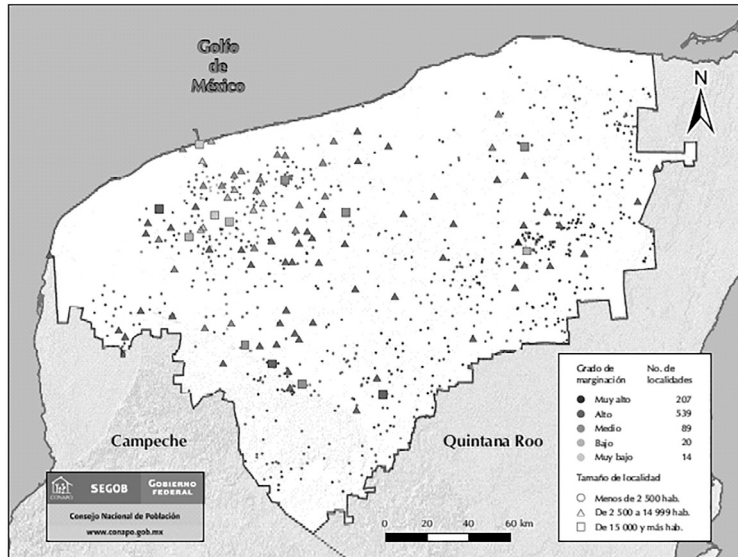 Golfo
de
México
N
Campeche
Quintana Roo
Grado de marginación No. de localidades
Muy alto 207
Alto 539
Medio 89
Bajo 20
Muy bajo 14
Tamaño de localidad
Menos de 2 500 hab.
De 2 500 a 14 999 hab.
De 15 000 y más hab.
CONAPO
SEGOB
GOBIERNO
FEDERAL
Consejo Nacional de Población
www.conapo.gob.mx
0 20 40 60 km